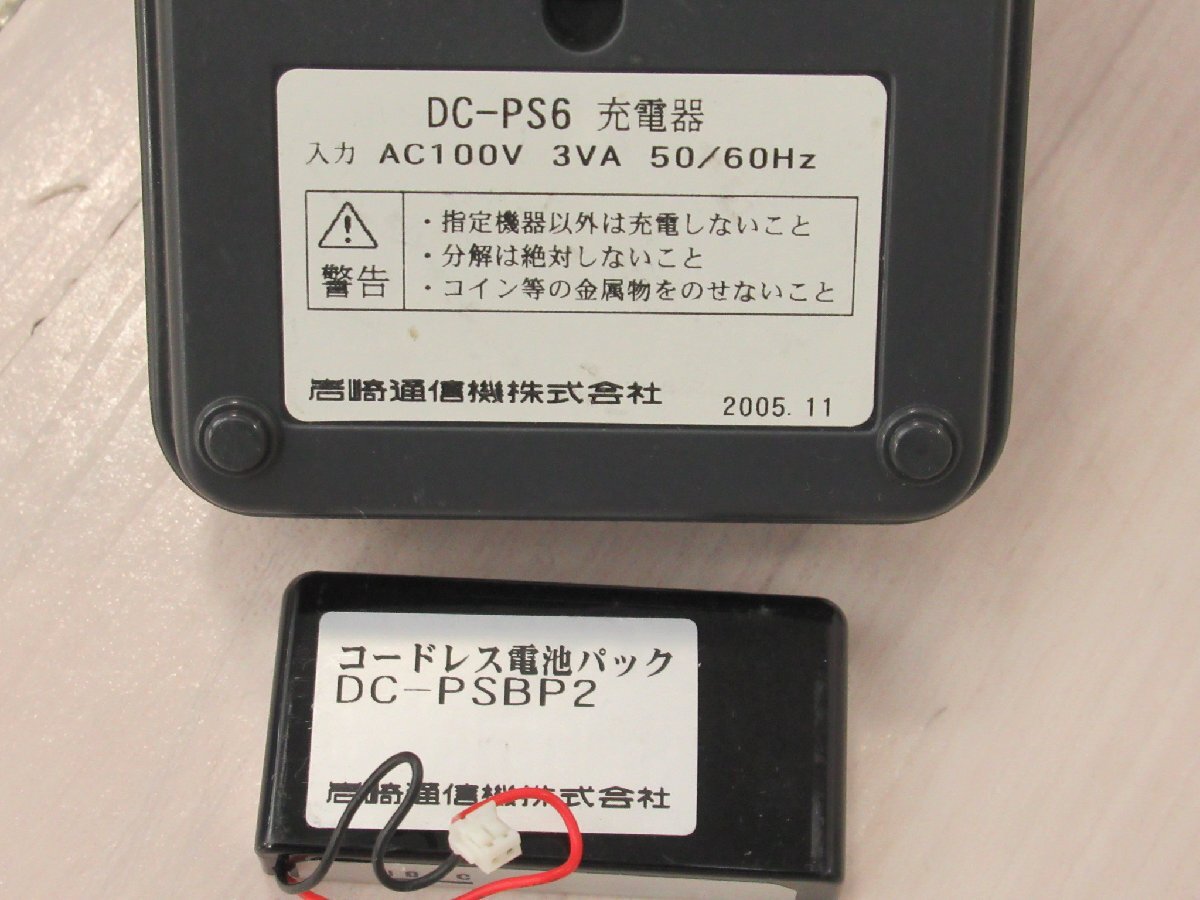 DC-PS6 充電器
入力 AC100V 3VA 50/60Hz
警告
・指定機器以外は充電しないこと
・分解は絶対しないこと
・コイン等の金属物をのせないこと
岩崎通信機株式会社 2005.11
コードレス電池パック
DC-PSBP2
岩崎通信機株式会社